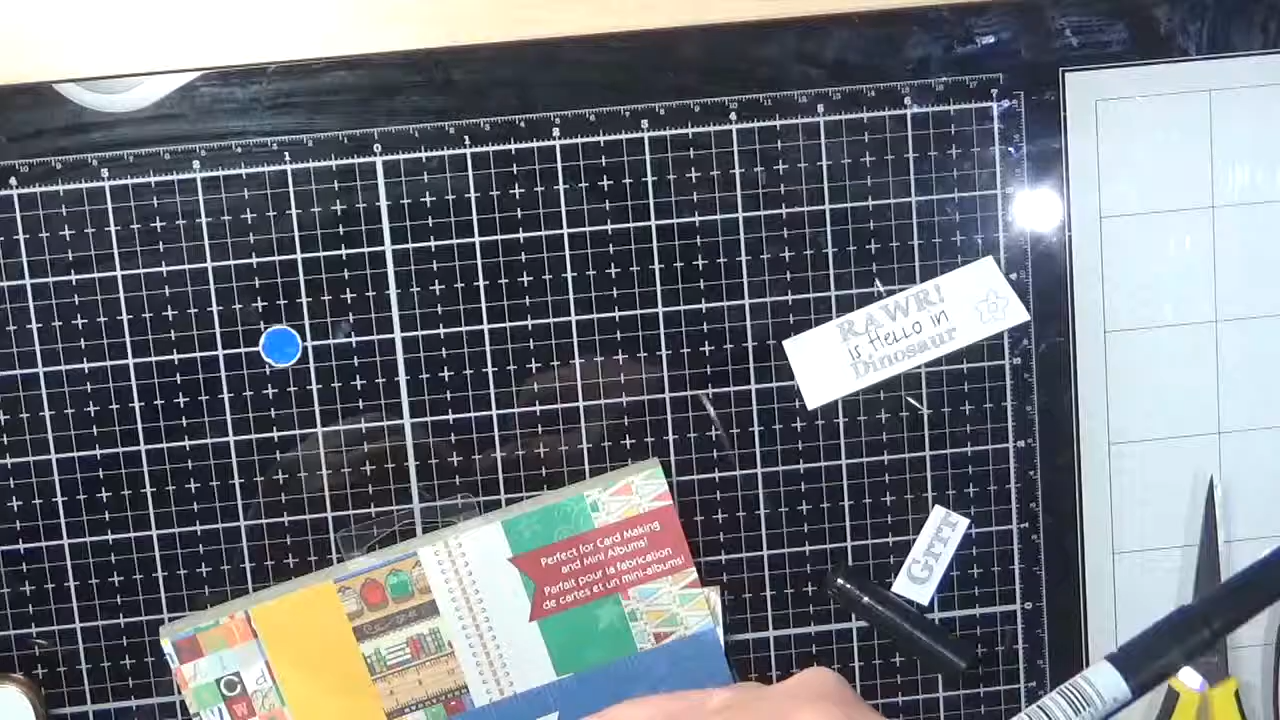 RAWR!
is Hello in
Dinosaur
Grrr
Perfect for Card Making
and Mini Albums!
Parfait pour la fabrication
de cartes et un mini-albums!